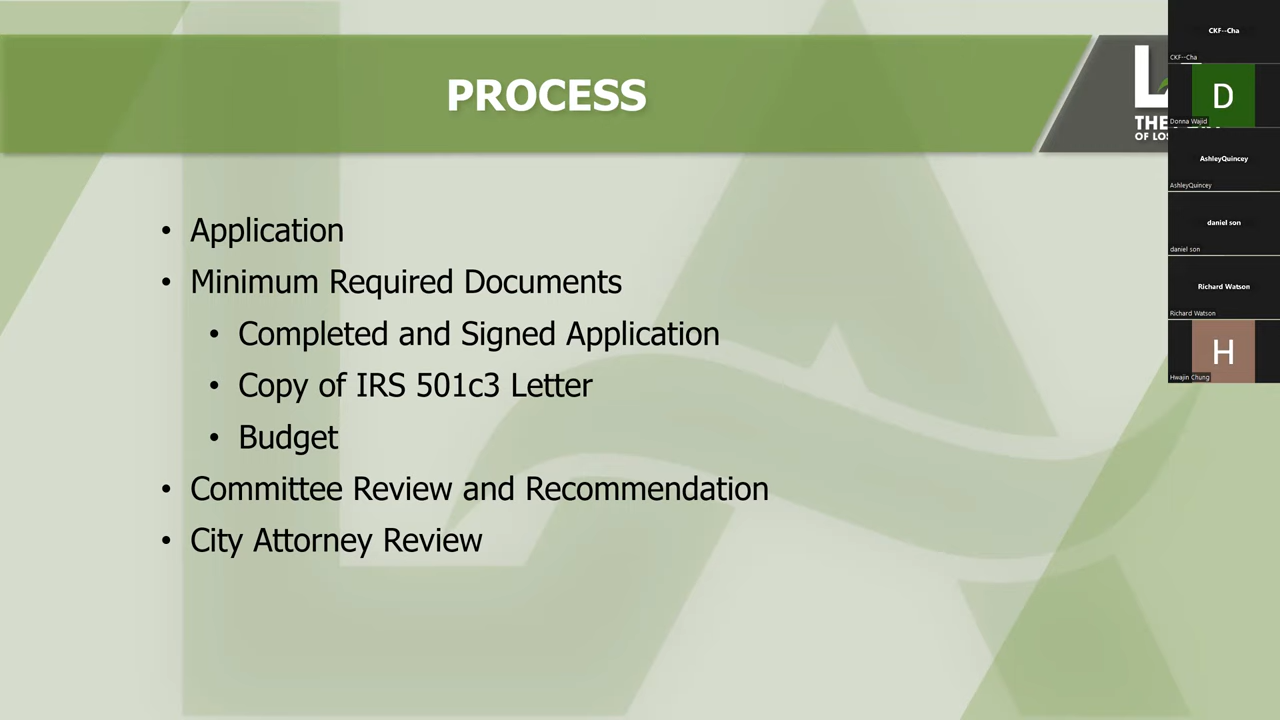 PROCESS
• Application
• Minimum Required Documents
• Completed and Signed Application
• Copy of IRS 501c3 Letter
• Budget
• Committee Review and Recommendation
• City Attorney Review
L
THE
OF
CKF--Cha
CKF--Cha
D
Donna Wajid
AshleyQuincey
AshleyQuincey
daniel son
daniel son
Richard Watson
Richard Watson
H
Hwajin Chung